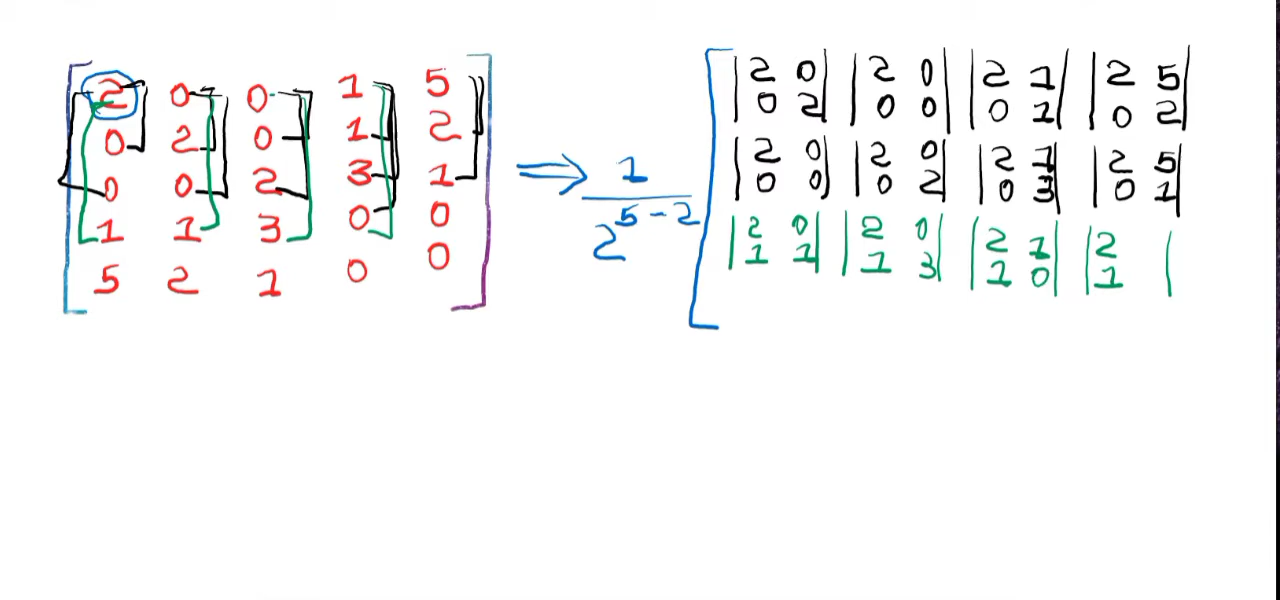 2 0 0 1 5
0 2 0 1 2
0 0 2 3 1
1 1 3 0 0
5 2 1 0 0
⇒ 1 / 2^(5-2)
|2 0| |2 0| |2 1| |2 5|
|0 2| |0 0| |0 1| |0 2|
|2 0| |2 0| |2 1| |2 5|
|0 0| |0 2| |0 3| |0 1|
|2 0| |2 0| |2 1| |2 |
|1 1| |1 3| |1 0| |1 |